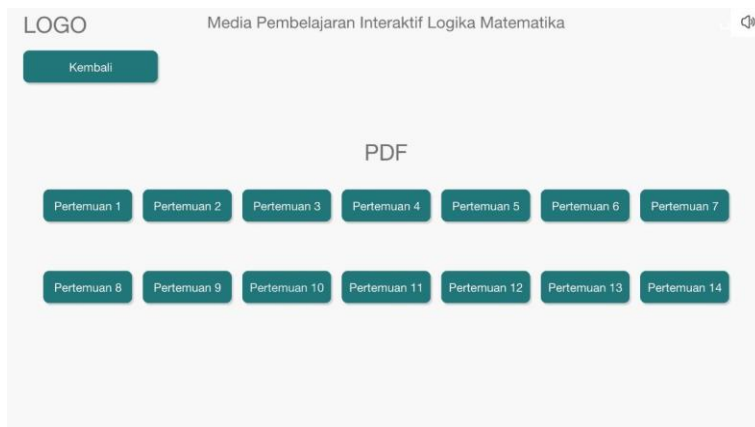 LOGO Media Pembelajaran Interaktif Logika Matematika
Kembali
PDF
Pertemuan 1 Pertemuan 2 Pertemuan 3 Pertemuan 4 Pertemuan 5 Pertemuan 6 Pertemuan 7
Pertemuan 8 Pertemuan 9 Pertemuan 10 Pertemuan 11 Pertemuan 12 Pertemuan 13 Pertemuan 14